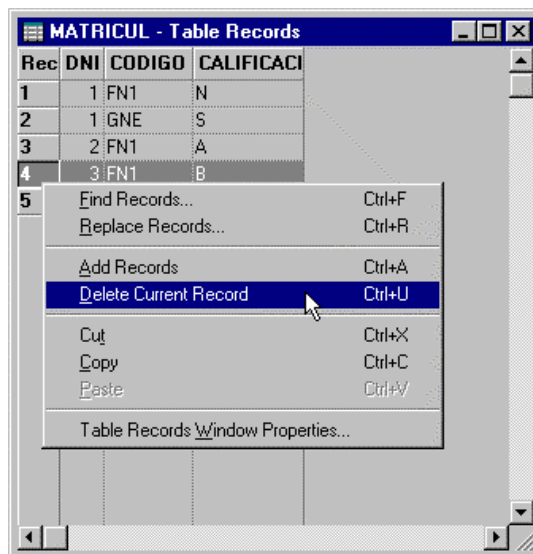 MATRICUL - Table Records
Rec DNI CODIGO CALIFICACI
1 1 FN1 N
2 1 GNE S
3 2 FN1 A
4 3 FN1 B
5
Find Records... Ctrl+F
Replace Records... Ctrl+R
Add Records Ctrl+A
Delete Current Record Ctrl+U
Cut Ctrl+X
Copy Ctrl+C
Paste Ctrl+V
Table Records Window Properties...